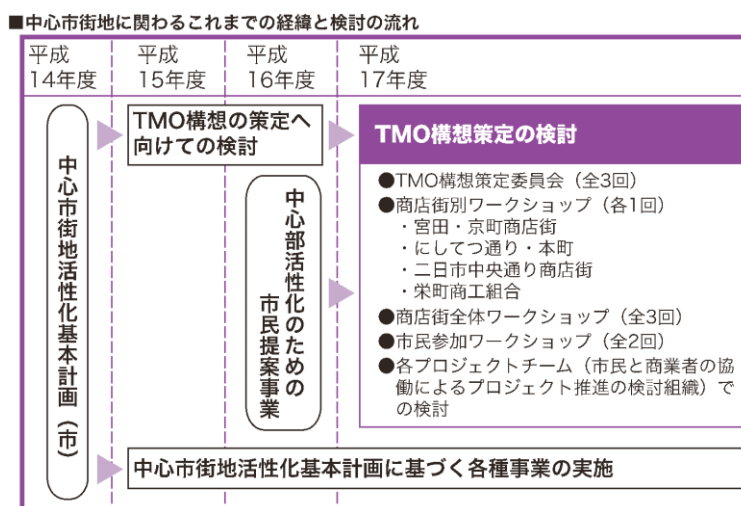 ■中心市街地に関わるこれまでの経緯と検討の流れ
平成
14年度
平成
15年度
平成
16年度
平成
17年度
中心市街地活性化基本計画（市）
TMO構想の策定へ
向けての検討
中心部活性化のための
市民提案事業
TMO構想策定の検討
●TMO構想策定委員会（全3回）
●商店街別ワークショップ（各1回）
・宮田・京町商店街
・にしてつ通り・本町
・二日市中央通り商店街
・栄町商工組合
●商店街全体ワークショップ（全3回）
●市民参加ワークショップ（全2回）
●各プロジェクトチーム（市民と商業者の協
働によるプロジェクト推進の検討組織）で
の検討
中心市街地活性化基本計画に基づく各種事業の実施